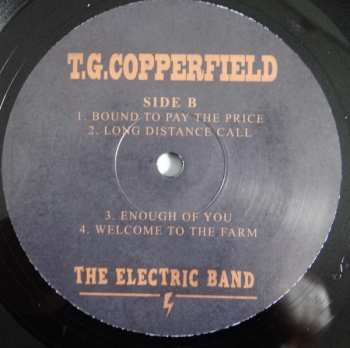 T.G.COPPERFIELD
SIDE B
1. BOUND TO PAY THE PRICE
2. LONG DISTANCE CALL
3. ENOUGH OF YOU
4. WELCOME TO THE FARM
THE ELECTRIC BAND